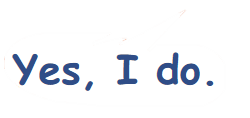 Yes, I do.